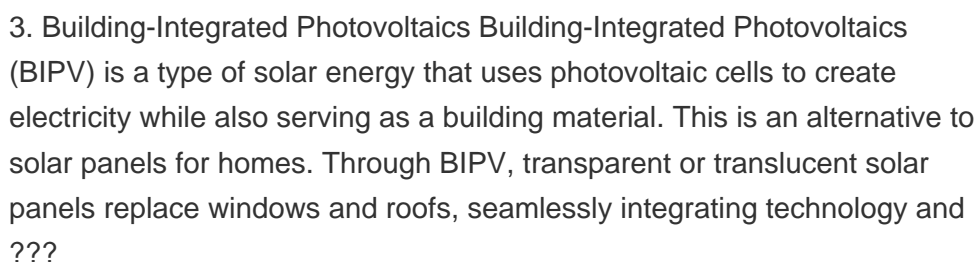 3. Building-Integrated Photovoltaics Building-Integrated Photovoltaics
(BIPV) is a type of solar energy that uses photovoltaic cells to create
electricity while also serving as a building material. This is an alternative to
solar panels for homes. Through BIPV, transparent or translucent solar
panels replace windows and roofs, seamlessly integrating technology and
???